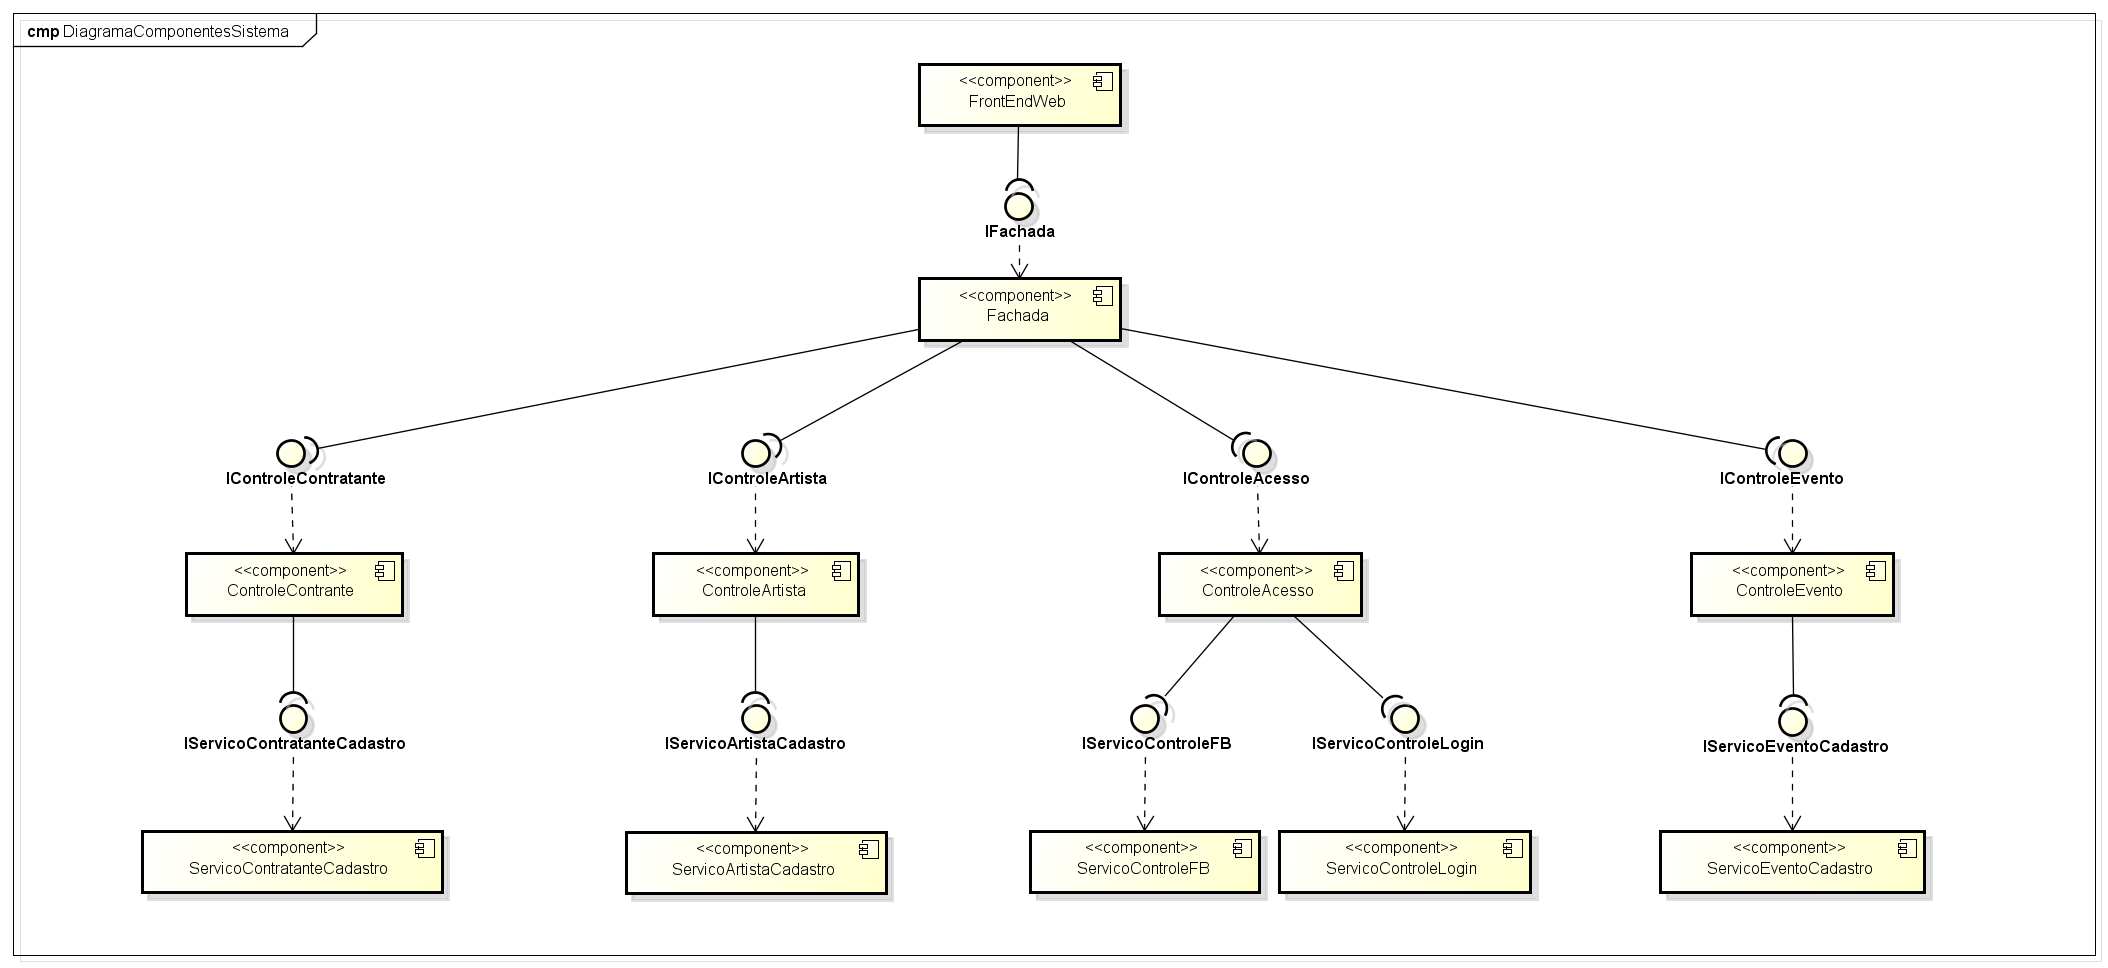 cmp DiagramaComponentesSistema
<<component>>
FrontEndWeb
IFachada
<<component>>
Fachada
IControleContratante
IControleArtista
IControleAcesso
IControleEvento
<<component>>
ControleContrante
<<component>>
ControleArtista
<<component>>
ControleAcesso
<<component>>
ControleEvento
IServicoContratanteCadastro
IServicoArtistaCadastro
IServicoControleFB
IServicoControleLogin
IServicoEventoCadastro
<<component>>
ServicoContratanteCadastro
<<component>>
ServicoArtistaCadastro
<<component>>
ServicoControleFB
<<component>>
ServicoControleLogin
<<component>>
ServicoEventoCadastro